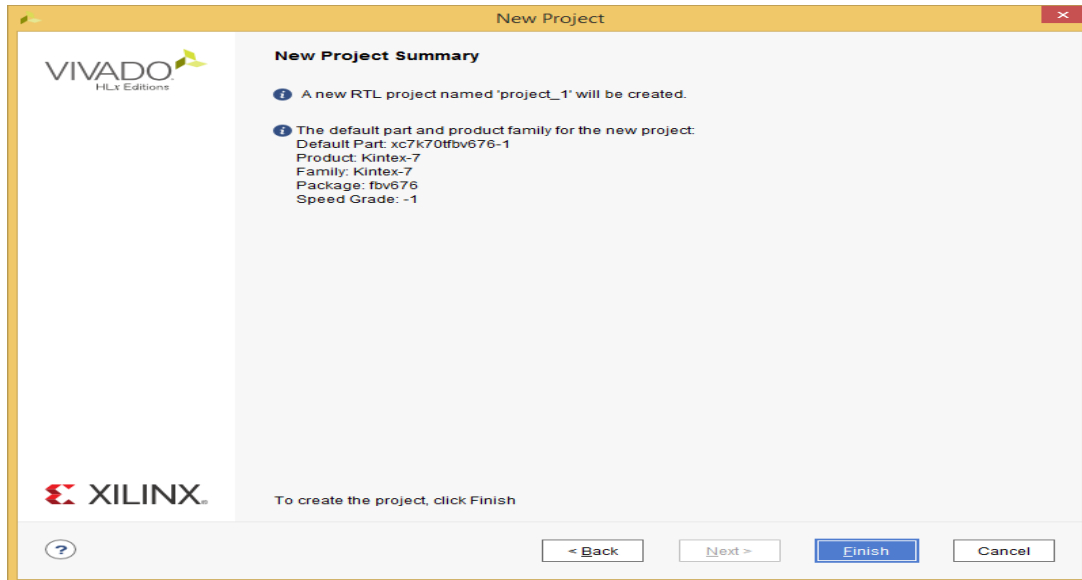 New Project
VIVADO
HLx Editions
New Project Summary
A new RTL project named 'project_1' will be created.
The default part and product family for the new project:
Default Part: xc7k70tfbv676-1
Product: Kintex-7
Family: Kintex-7
Package: fbv676
Speed Grade: -1
XILINX
To create the project, click Finish
?
< Back
Next >
Finish
Cancel